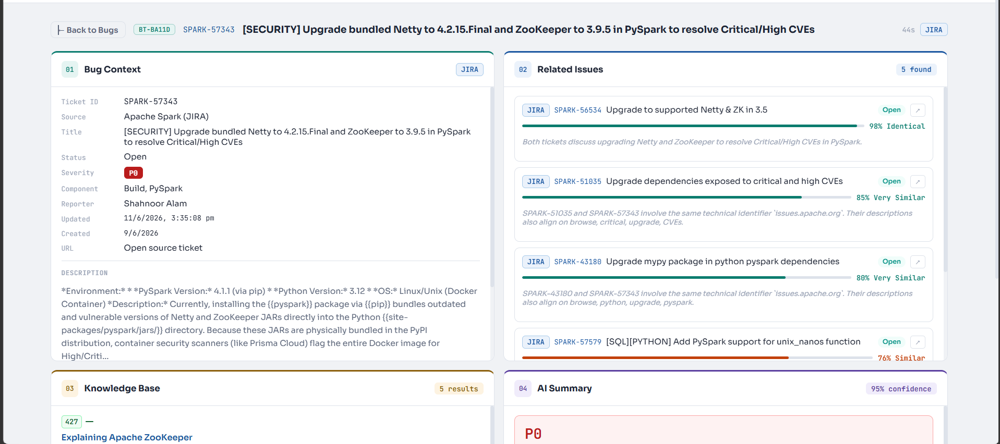 Back to Bugs
BT-BA11D
SPARK-57343
[SECURITY] Upgrade bundled Netty to 4.2.15.Final and ZooKeeper to 3.9.5 in PySpark to resolve Critical/High CVEs
44s
JIRA
01
Bug Context
JIRA
Ticket ID
SPARK-57343
Source
Apache Spark (JIRA)
Title
[SECURITY] Upgrade bundled Netty to 4.2.15.Final and ZooKeeper to 3.9.5 in PySpark
to resolve Critical/High CVEs
Status
Open
Severity
P0
Component
Build, PySpark
Reporter
Shahnoor Alam
Updated
11/6/2026, 3:35:08 pm
Created
9/6/2026
URL
Open source ticket
DESCRIPTION
*Environment:* * *PySpark Version:* 4.1.1 (via pip) * *Python Version:* 3.12 * *OS:* Linux/Unix (Docker
Container) *Description:* Currently, installing the {{pyspark}} package via {{pip}} bundles outdated
and vulnerable versions of Netty and ZooKeeper JARs directly into the Python {{site-
packages/pyspark/jars/}} directory. Because these JARs are physically bundled in the PyPI
distribution, container security scanners (like Prisma Cloud) flag the entire Docker image for
High/Criti...
02
Related Issues
5 found
JIRA
SPARK-56534
Upgrade to supported Netty & ZK in 3.5
Open
98% Identical
Both tickets discuss upgrading Netty and ZooKeeper to resolve Critical/High CVEs in PySpark.
JIRA
SPARK-51035
Upgrade dependencies exposed to critical and high CVEs
Open
85% Very Similar
SPARK-51035 and SPARK-57343 involve the same technical identifier `issues.apache.org`. Their descriptions
also align on browse, critical, upgrade, CVEs.
JIRA
SPARK-43180
Upgrade mypy package in python pyspark dependencies
Open
80% Very Similar
SPARK-43180 and SPARK-57343 involve the same technical identifier `issues.apache.org`. Their descriptions
also align on browse, python, upgrade, pyspark.
JIRA
SPARK-57579
[SQL][PYTHON] Add PySpark support for unix_nanos function
Open
76% Similar
03
Knowledge Base
5 results
427 —
Explaining Apache ZooKeeper
04
AI Summary
95% confidence
P0